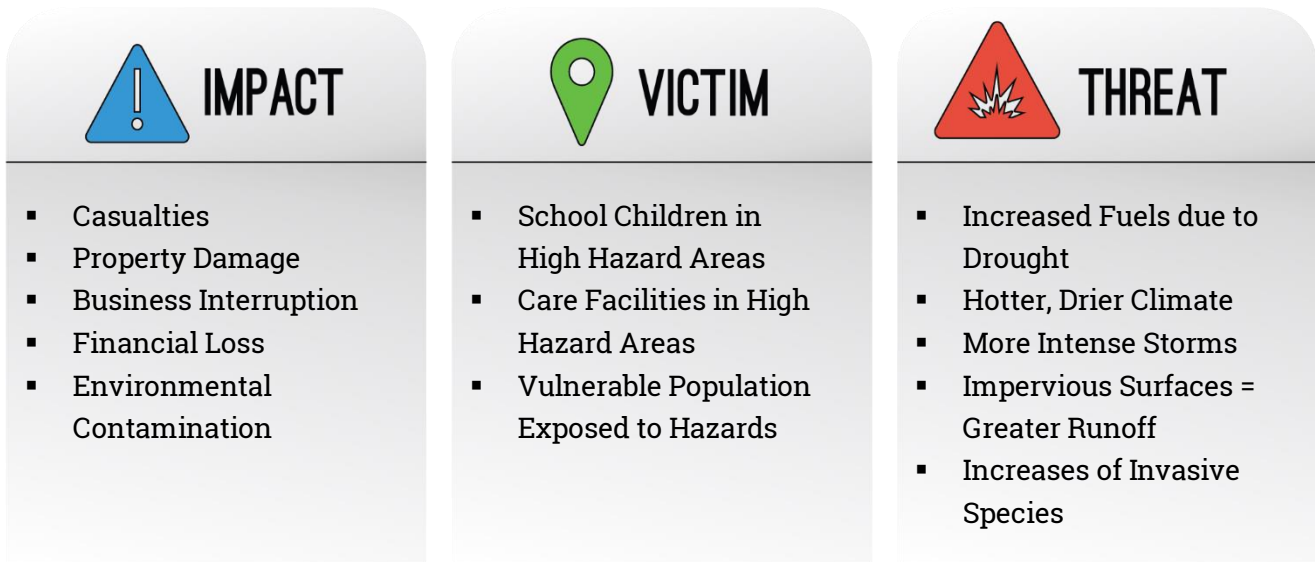 IMPACT
▪ Casualties
▪ Property Damage
▪ Business Interruption
▪ Financial Loss
▪ Environmental
Contamination
VICTIM
▪ School Children in
High Hazard Areas
▪ Care Facilities in High
Hazard Areas
▪ Vulnerable Population
Exposed to Hazards
THREAT
▪ Increased Fuels due to
Drought
▪ Hotter, Drier Climate
▪ More Intense Storms
▪ Impervious Surfaces =
Greater Runoff
▪ Increases of Invasive
Species